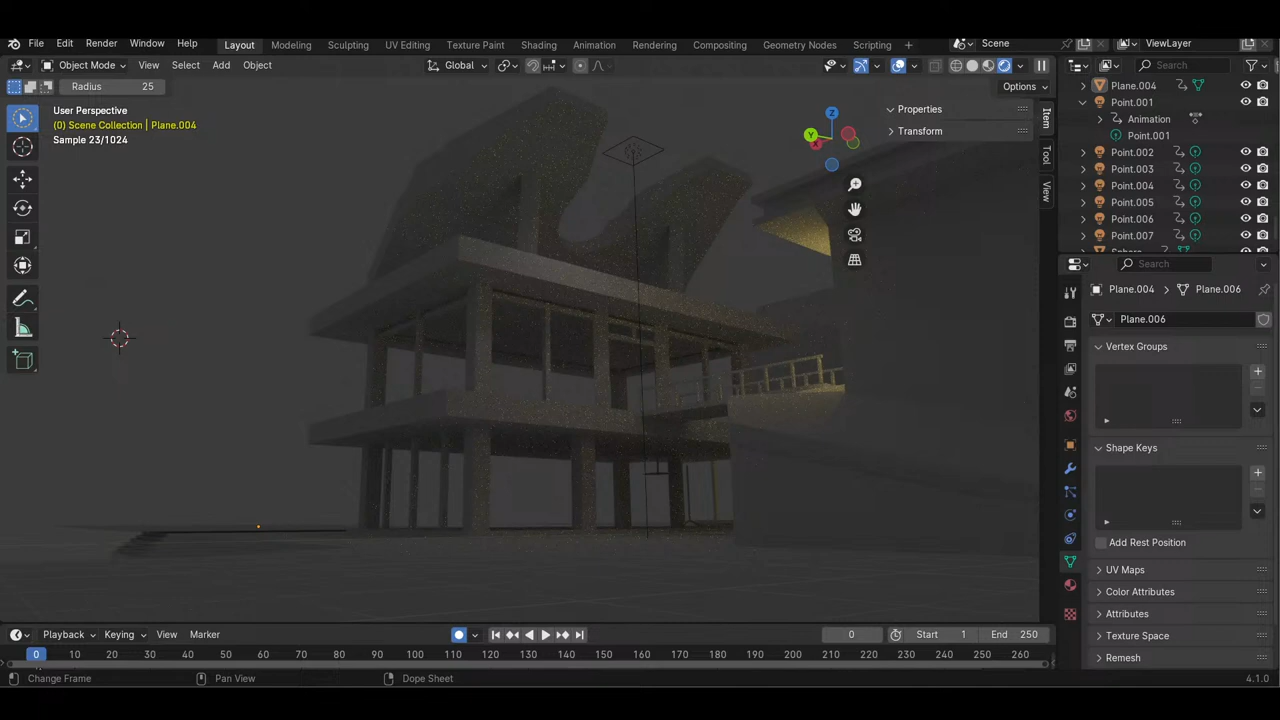 File Edit Render Window Help Layout Modeling Sculpting UV Editing Texture Paint Shading Animation Rendering Compositing Geometry Nodes Scripting + Scene ViewLayer
Object Mode View Select Add Object Global Search
Radius 25 Options
Plane.004
User Perspective
(0) Scene Collection | Plane.004
Sample 23/1024
Properties
Transform
Item
Tool
View
Z
Y
X
Point.001
Animation
Point.001
Point.002
Point.003
Point.004
Point.005
Point.006
Point.007
Search
Plane.004 > Plane.006
Plane.006
Vertex Groups
Shape Keys
Add Rest Position
UV Maps
Color Attributes
Attributes
Texture Space
Remesh
Playback Keying View Marker 0 Start 1 End 250
0 10 20 30 40 50 60 70 80 90 100 110 120 130 140 150 160 170 180 190 200 210 220 230 240 250 260
Change Frame Pan View Dope Sheet 4.1.0